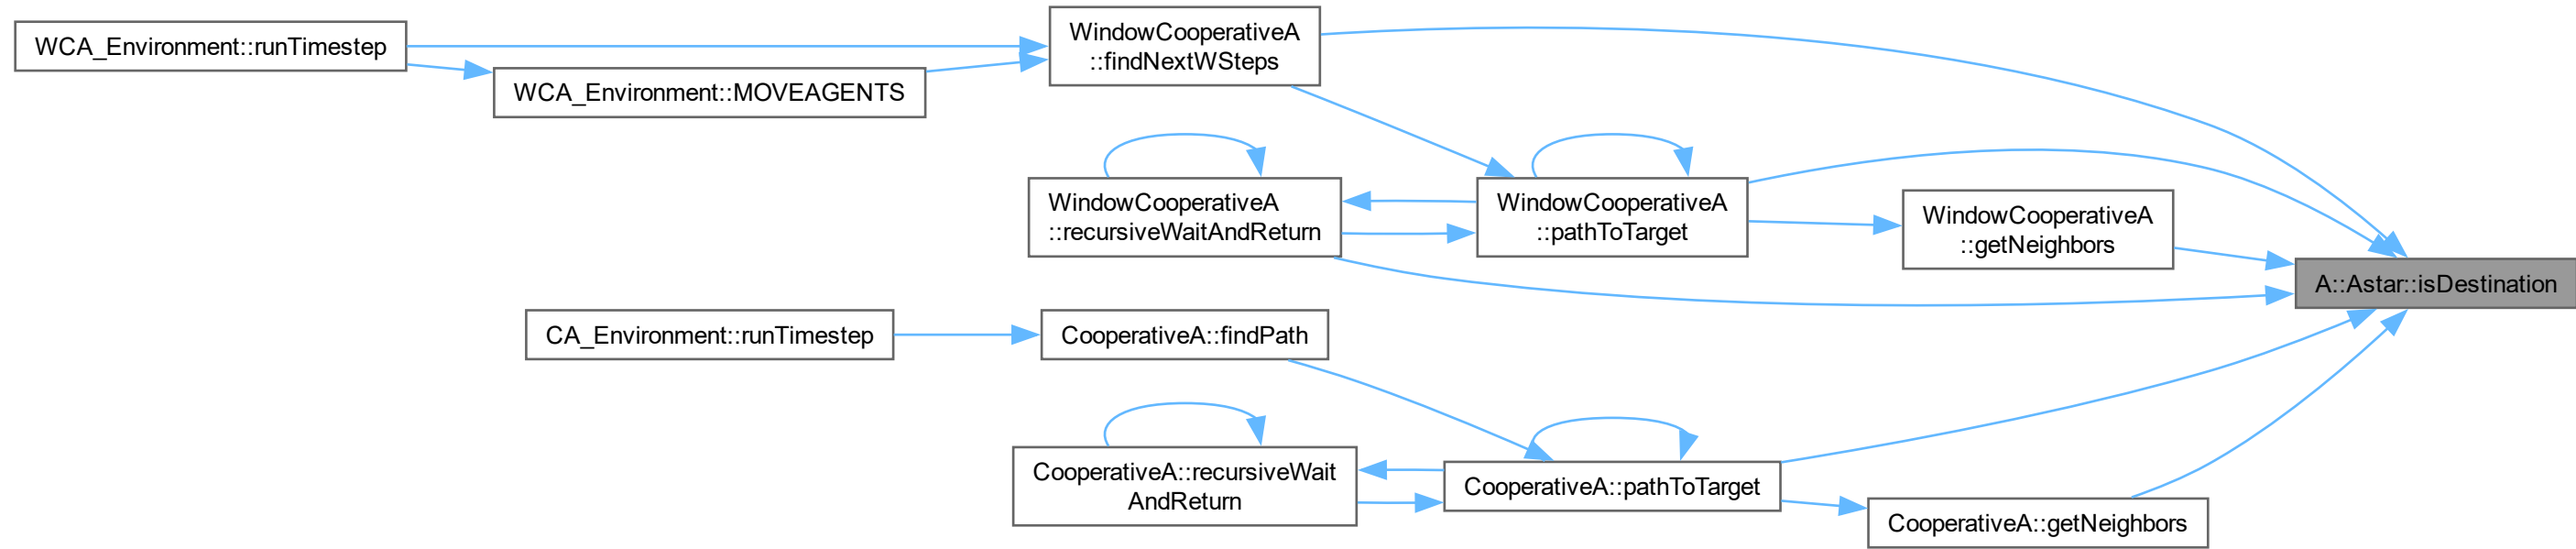 WCA_Environment::runTimestep
WCA_Environment::MOVEAGENTS
WindowCooperativeA
::findNextWSteps
WindowCooperativeA
::recursiveWaitAndReturn
WindowCooperativeA
::pathToTarget
WindowCooperativeA
::getNeighbors
A::Astar::isDestination
CA_Environment::runTimestep
CooperativeA::findPath
CooperativeA::recursiveWait
AndReturn
CooperativeA::pathToTarget
CooperativeA::getNeighbors